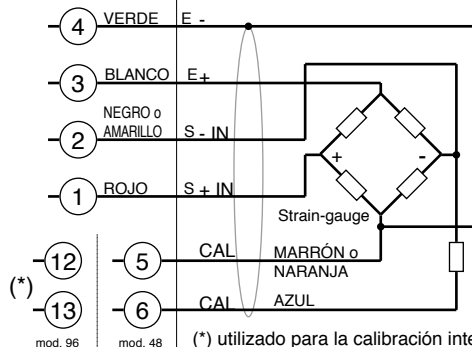 4 VERDE E -
3 BLANCO E+
NEGRO o
2 AMARILLO S - IN
1 ROJO S + IN
+ -
Strain-gauge
12 5 CAL MARRÓN o
NARANJA
(*)
13 6 CAL AZUL
mod. 96 mod. 48 (*) utilizado para la calibración inte